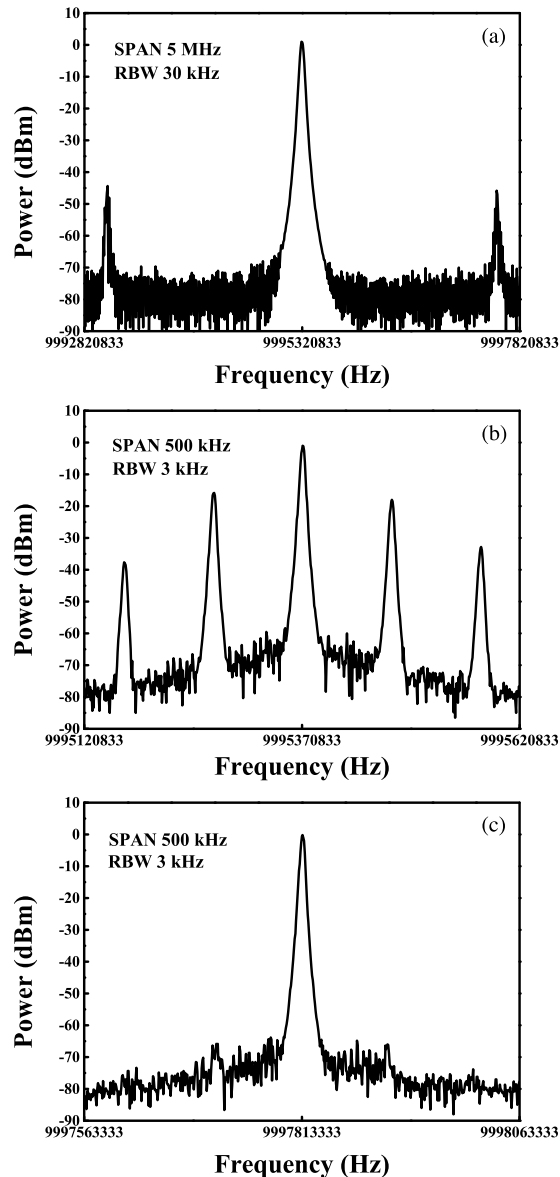 (a)
SPAN 5 MHz
RBW 30 kHz
10
0
-10
-20
-30
-40
-50
-60
-70
-80
-90
Power (dBm)
9992820833
9995320833
9997820833
Frequency (Hz)
(b)
SPAN 500 kHz
RBW 3 kHz
10
0
-10
-20
-30
-40
-50
-60
-70
-80
-90
Power (dBm)
9995120833
9995370833
9995620833
Frequency (Hz)
(c)
SPAN 500 kHz
RBW 3 kHz
10
0
-10
-20
-30
-40
-50
-60
-70
-80
-90
Power (dBm)
9997563333
9997813333
9998063333
Frequency (Hz)